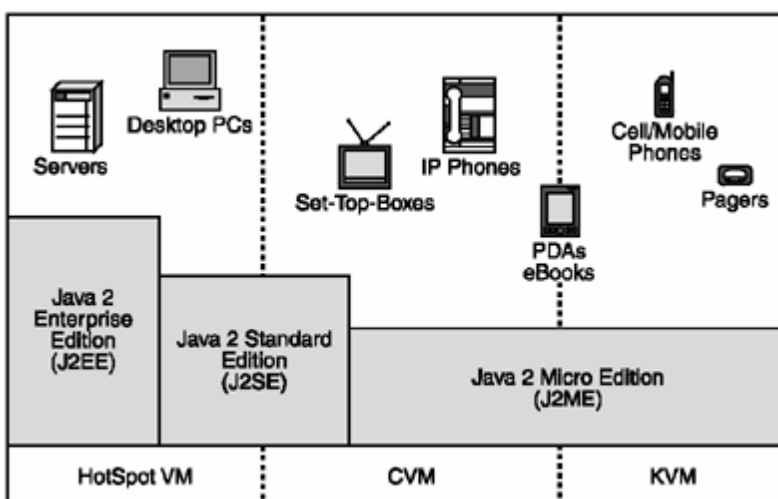 Servers
Desktop PCs
Set-Top-Boxes
IP Phones
PDAs
eBooks
Cell/Mobile
Phones
Pagers
Java 2
Enterprise
Edition
(J2EE)
Java 2 Standard
Edition
(J2SE)
Java 2 Micro Edition
(J2ME)
HotSpot VM
CVM
KVM